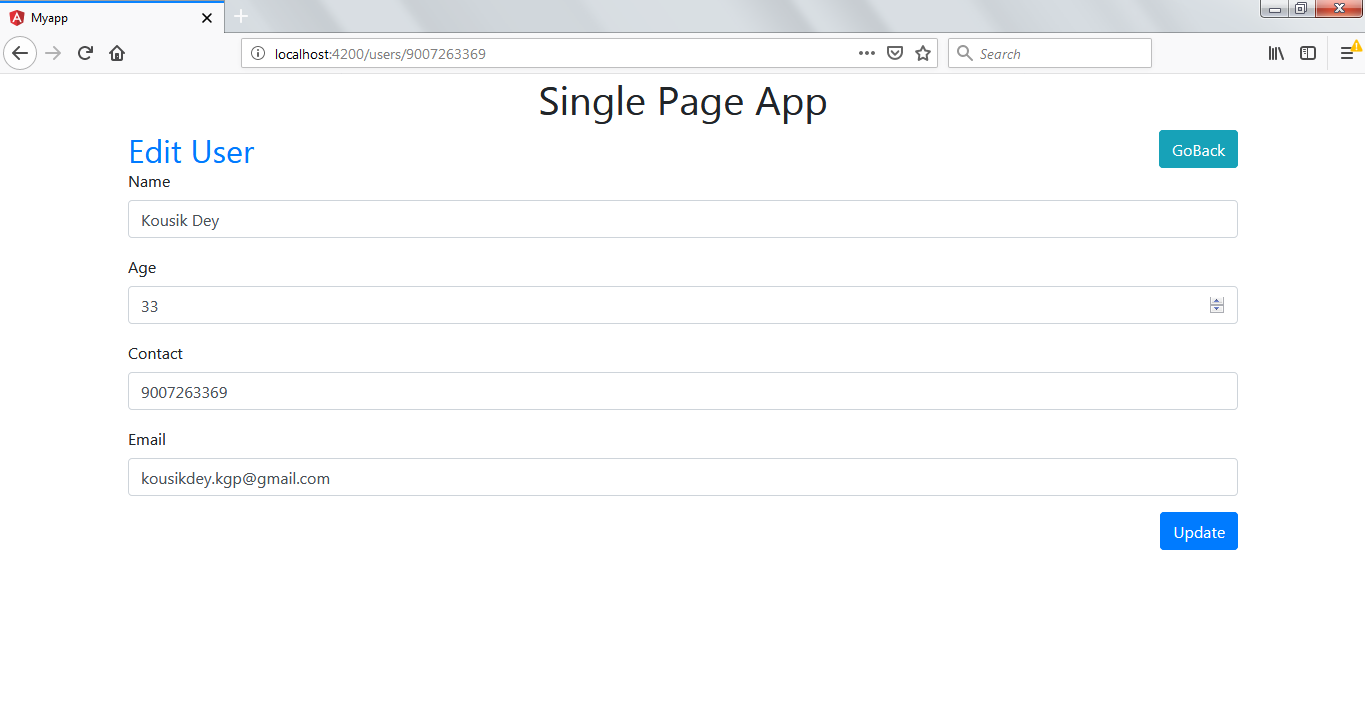 Myapp
localhost:4200/users/9007263369
Search
Single Page App
Edit User
GoBack
Name
Kousik Dey
Age
33
Contact
9007263369
Email
kousikdey.kgp@gmail.com
Update